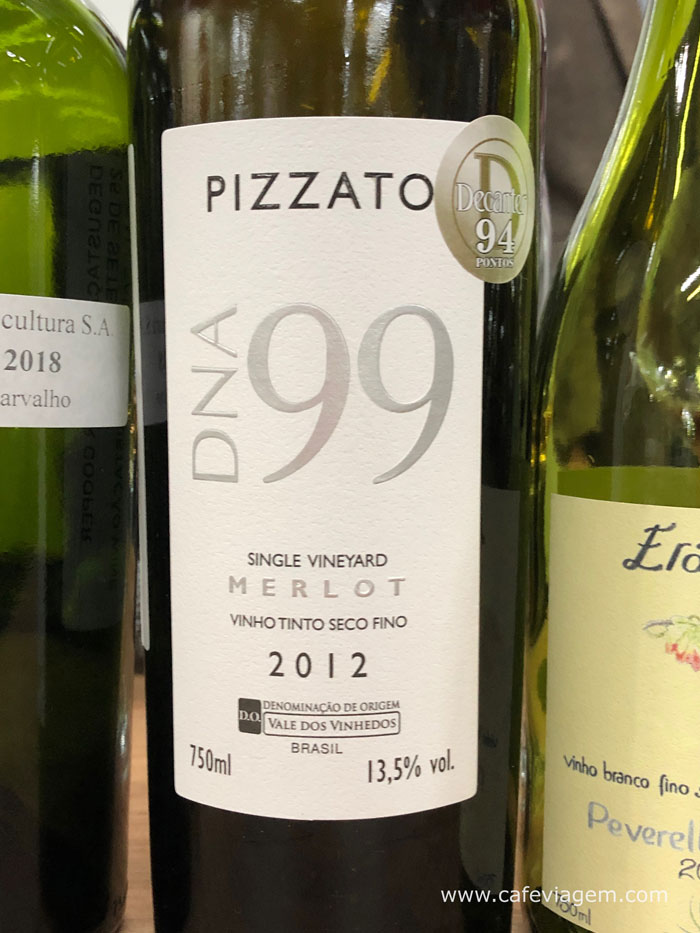 PIZZATO
Decanter
94
PONTOS
DNA
99
SINGLE VINEYARD
MERLOT
VINHO TINTO SECO FINO
2012
D.O.
DENOMINAÇÃO DE ORIGEM
VALE DOS VINHEDOS
BRASIL
750ml
13,5% vol.
cultura S.A.
2018
arvalho
vinho branco fino
www.cafeviagem.com